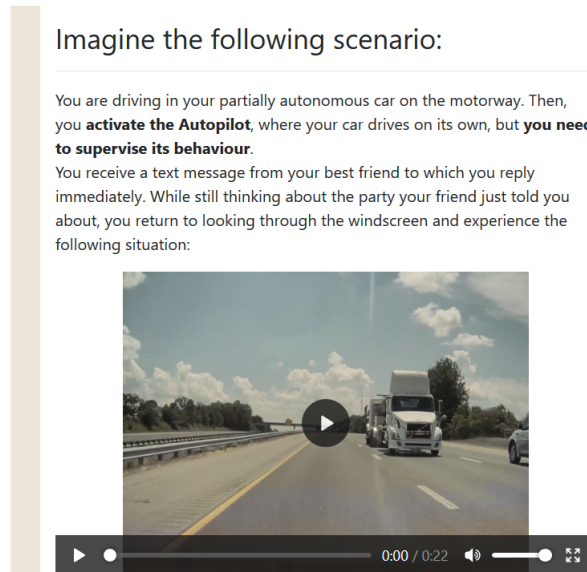 Imagine the following scenario:
You are driving in your partially autonomous car on the motorway. Then,
you activate the Autopilot, where your car drives on its own, but you need
to supervise its behaviour.
You receive a text message from your best friend to which you reply
immediately. While still thinking about the party your friend just told you
about, you return to looking through the windscreen and experience the
following situation:
0:00 / 0:22